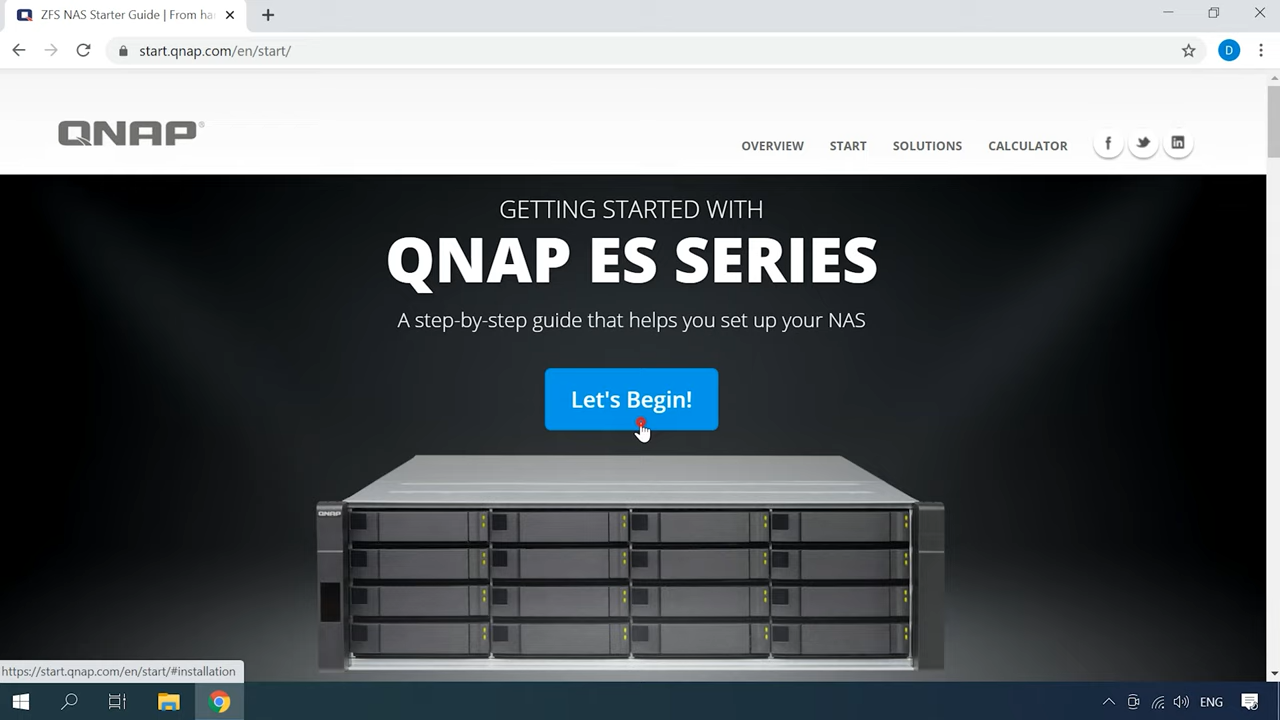 ZFS NAS Starter Guide | From ha
start.qnap.com/en/start/
D
QNAP®
OVERVIEW START SOLUTIONS CALCULATOR
GETTING STARTED WITH
QNAP ES SERIES
A step-by-step guide that helps you set up your NAS
Let's Begin!
QNAP
https://start.qnap.com/en/start/#installation
ENG